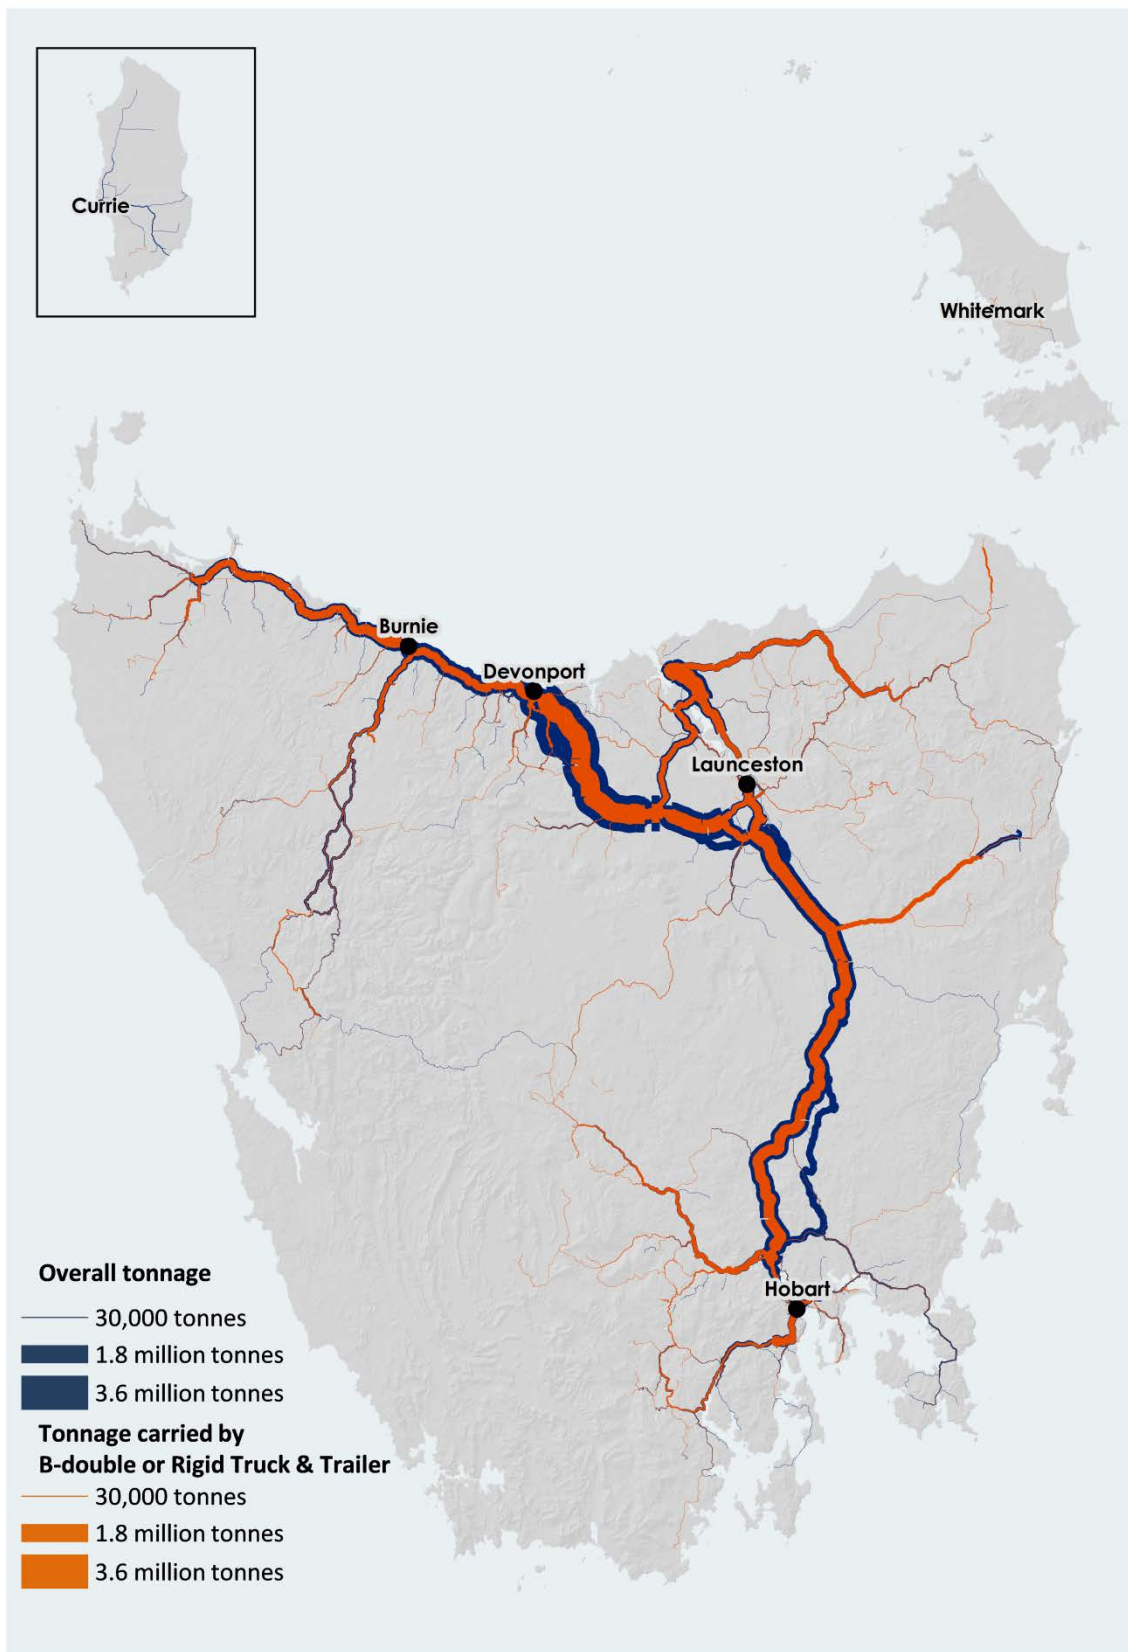 Currie
Whitemark
Burnie
Devonport
Launceston
Hobart
Overall tonnage
30,000 tonnes
1.8 million tonnes
3.6 million tonnes
Tonnage carried by
B-double or Rigid Truck & Trailer
30,000 tonnes
1.8 million tonnes
3.6 million tonnes